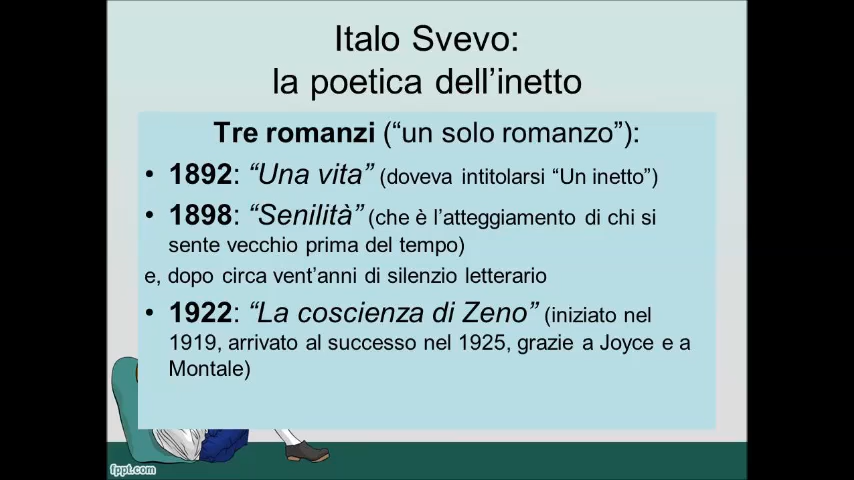 Italo Svevo:
la poetica dell’inetto
Tre romanzi (“un solo romanzo”):
• 1892: “Una vita” (doveva intitolarsi “Un inetto”)
• 1898: “Senilità” (che è l’atteggiamento di chi si
sente vecchio prima del tempo)
e, dopo circa vent’anni di silenzio letterario
• 1922: “La coscienza di Zeno” (iniziato nel
1919, arrivato al successo nel 1925, grazie a Joyce e a
Montale)
fppt.com